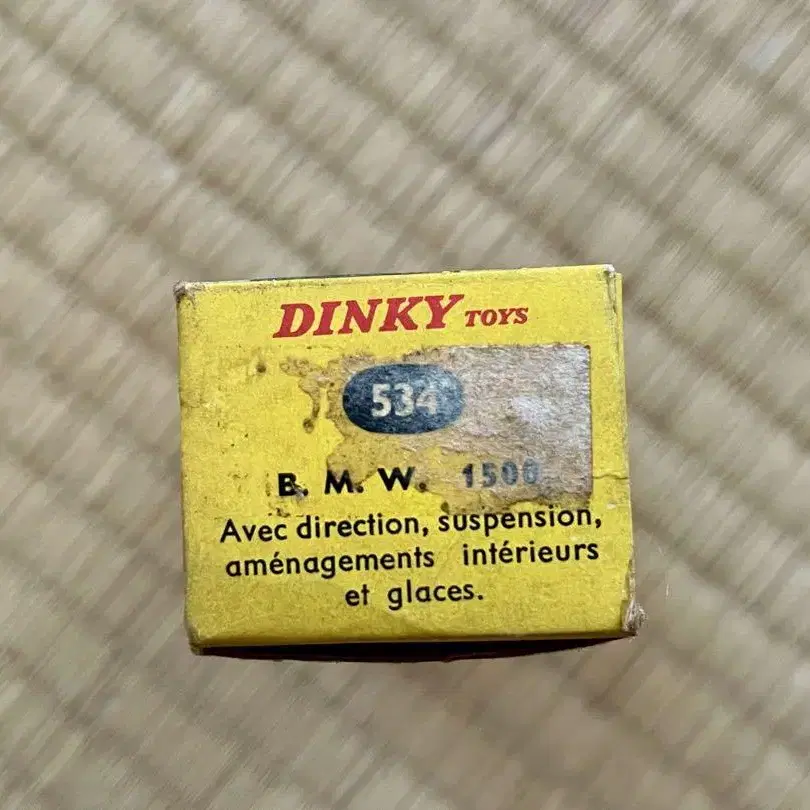 DINKY TOYS
534
B. M. W. 1500
Avec direction, suspension,
aménagements intérieurs
et glaces.